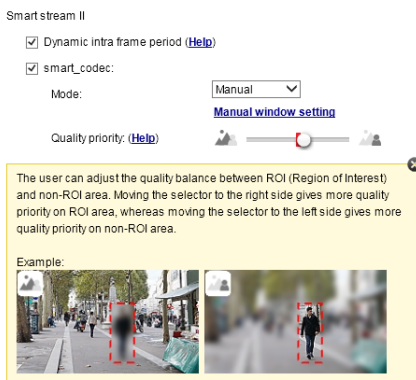 Smart stream II
Dynamic intra frame period (Help)
smart_codec:
Mode:
Manual
Manual window setting
Quality priority: (Help)
The user can adjust the quality balance between ROI (Region of Interest)
and non-ROI area. Moving the selector to the right side gives more quality
priority on ROI area, whereas moving the selector to the left side gives more
quality priority on non-ROI area.
Example: